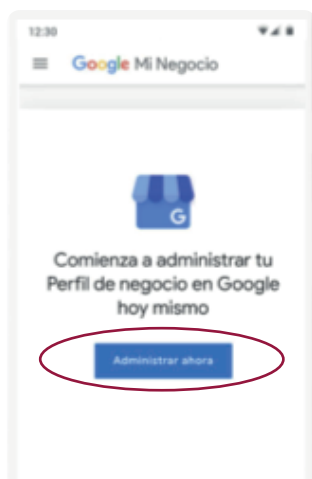 12:30
Google Mi Negocio
G
Comienza a administrar tu
Perfil de negocio en Google
hoy mismo
Administrar ahora